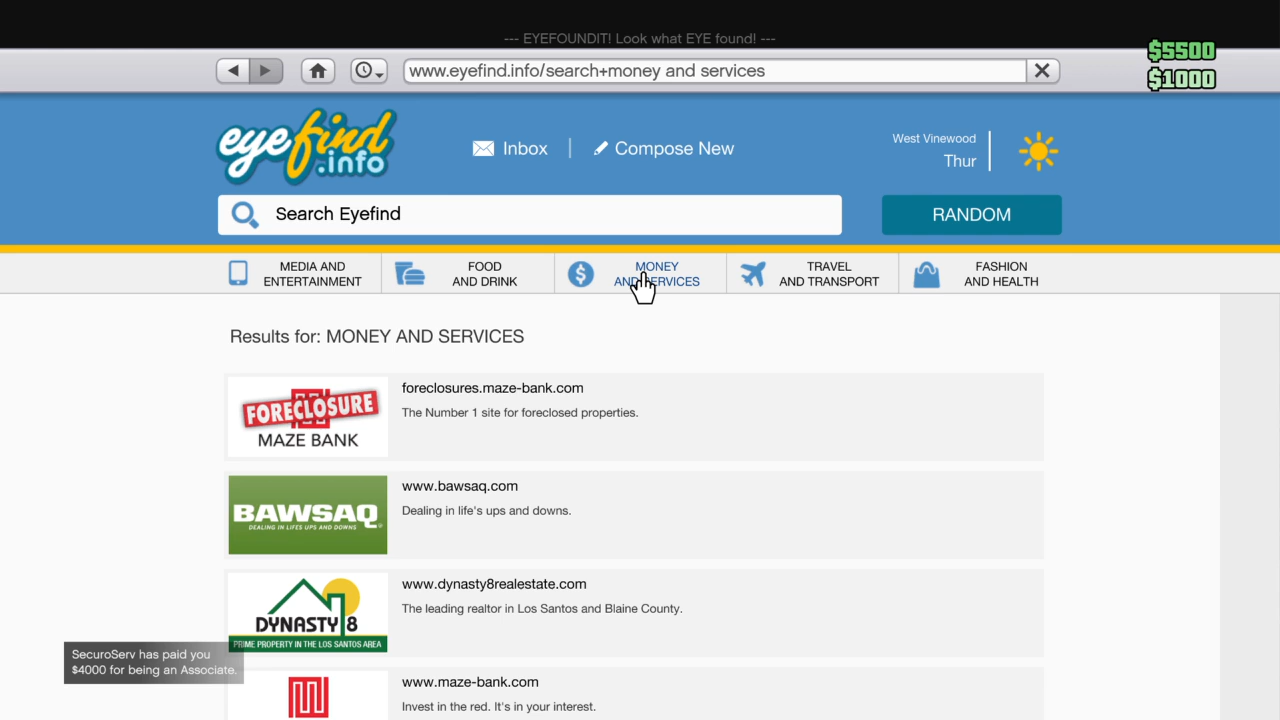 --- EYEFOUNDIT! Look what EYE found! ---
$5500
$1000
www.eyefind.info/search+money and services
eyefind
.info
Inbox
Compose New
West Vinewood
Thur
Search Eyefind
RANDOM
MEDIA AND
ENTERTAINMENT
FOOD
AND DRINK
MONEY
AND SERVICES
TRAVEL
AND TRANSPORT
FASHION
AND HEALTH
Results for: MONEY AND SERVICES
FORECLOSURE
MAZE BANK
foreclosures.maze-bank.com
The Number 1 site for foreclosed properties.
BAWSAQ
DEALING IN LIFES UPS AND DOWNS
www.bawsaq.com
Dealing in life's ups and downs.
DYNASTY 8
PRIME PROPERTY IN THE LOS SANTOS AREA
www.dynasty8realestate.com
The leading realtor in Los Santos and Blaine County.
SecuroServ has paid you
$4000 for being an Associate.
www.maze-bank.com
Invest in the red. It's in your interest.